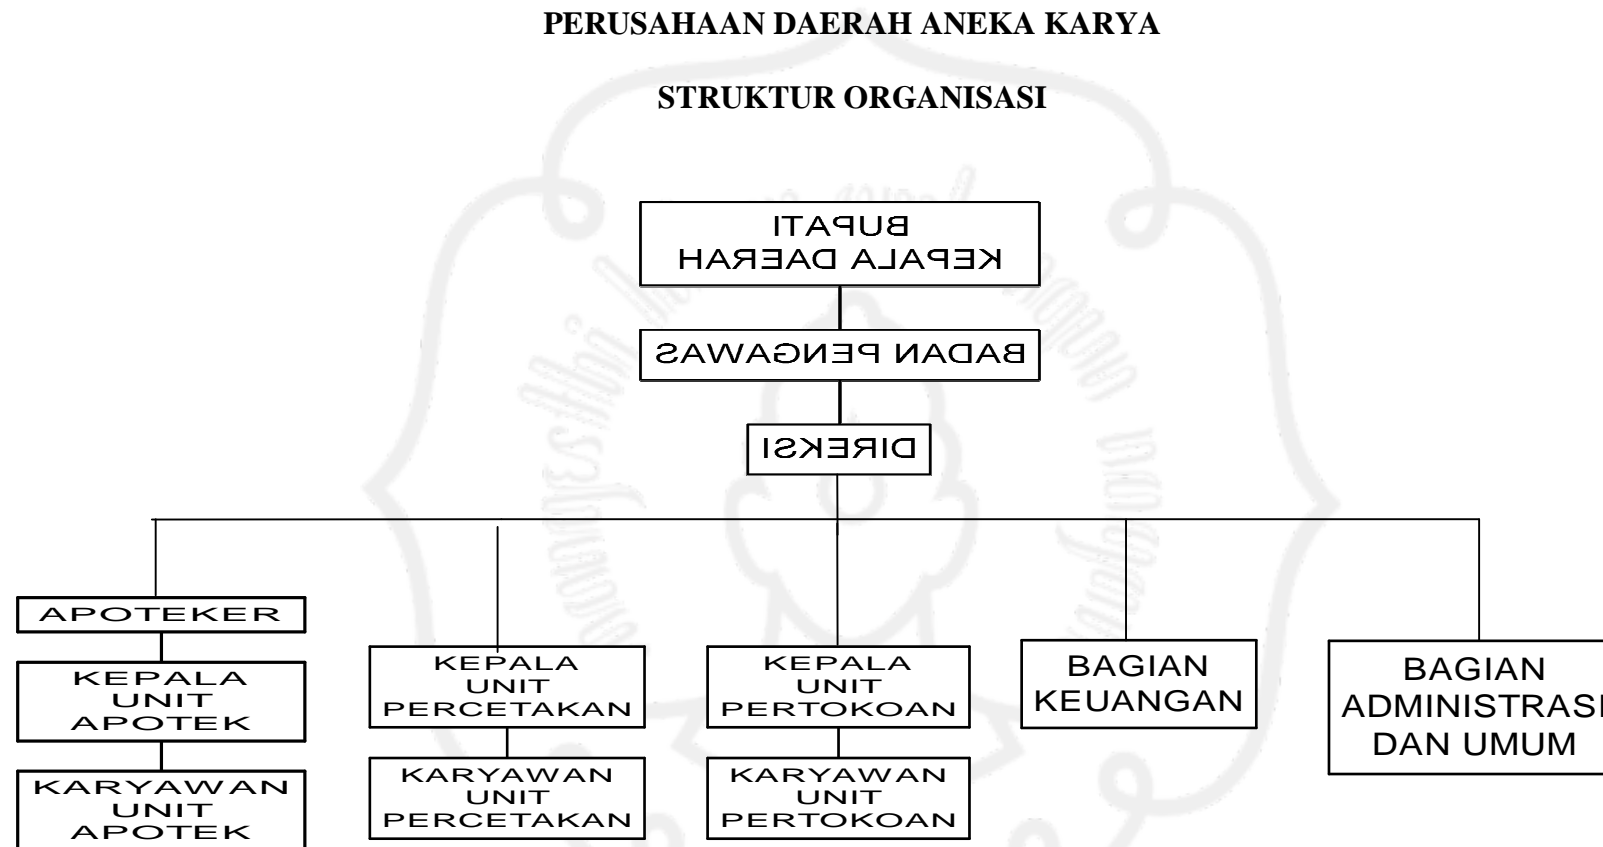 PERUSAHAAN DAERAH ANEKA KARYA
STRUKTUR ORGANISASI
BUPATI
KEPALA DAERAH
BADAN PENGAWAS
DIREKSI
APOTEKER
KEPALA
UNIT
APOTEK
KARYAWAN
UNIT
APOTEK
KEPALA
UNIT
PERCETAKAN
KARYAWAN
UNIT
PERCETAKAN
KEPALA
UNIT
PERTOKOAN
KARYAWAN
UNIT
PERTOKOAN
BAGIAN
KEUANGAN
BAGIAN
ADMINISTRASI
DAN UMUM